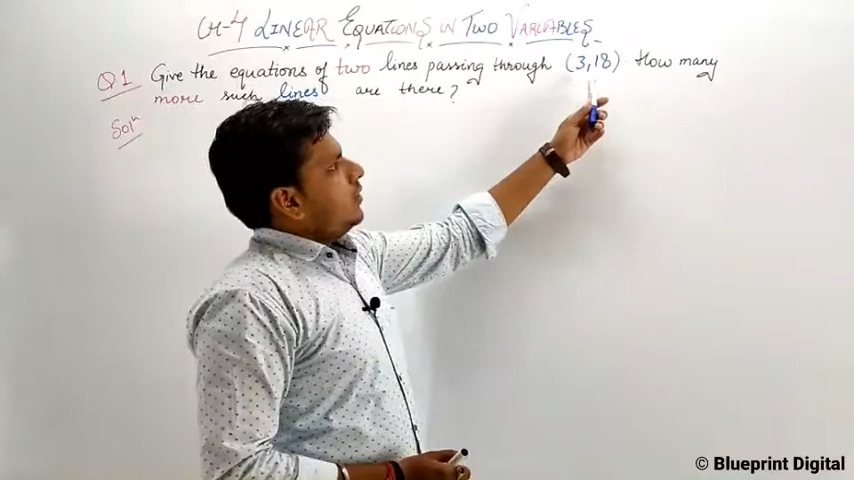 CH-4 LINEAR EQUATIONS IN TWO VARIABLES
Q1 Give the equations of two lines passing through (3,18). How many
more such lines are there?
Solⁿ
© Blueprint Digital